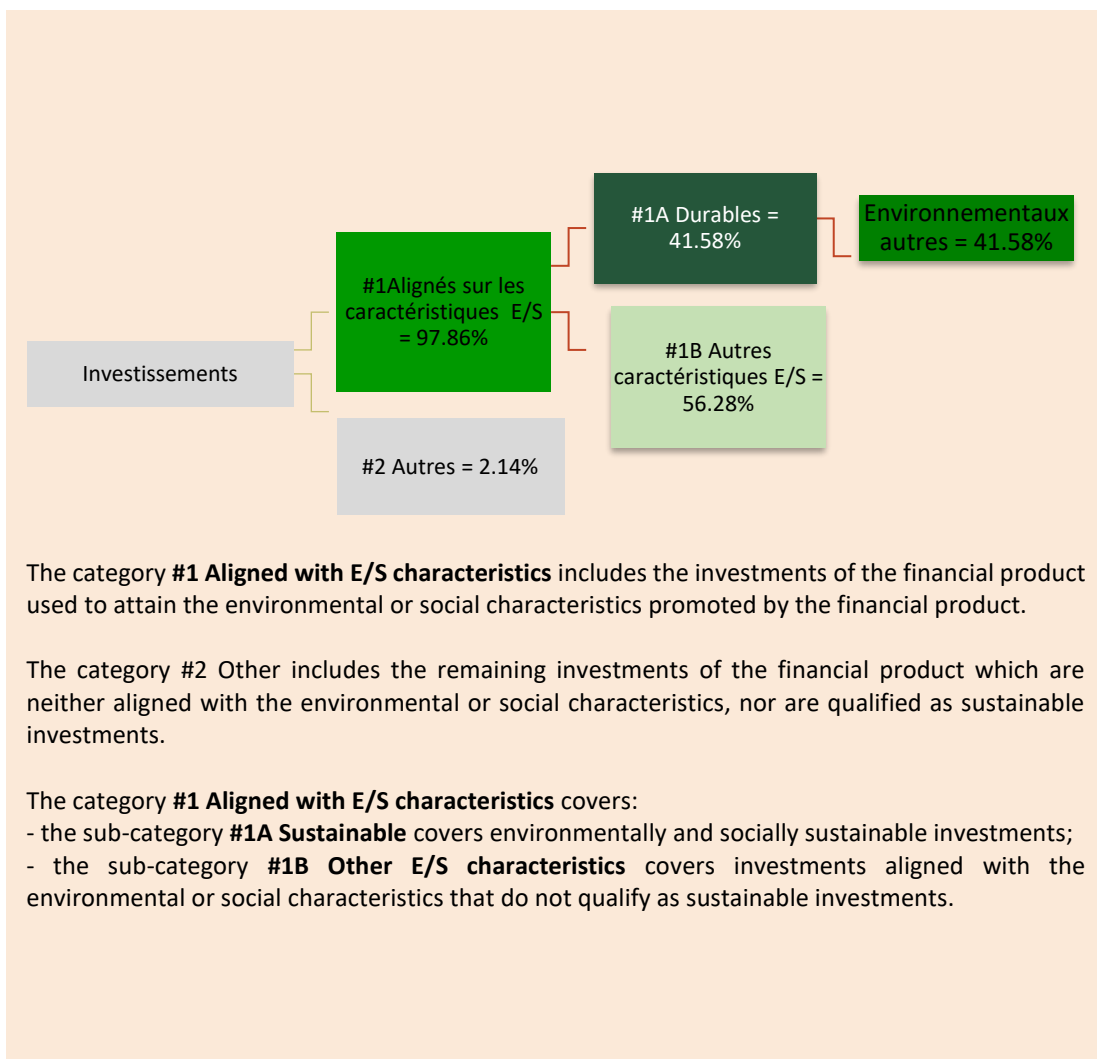 #1A Durables =
41.58%
Environnementaux
autres = 41.58%
#1Alignés sur les
caractéristiques E/S
= 97.86%
#1B Autres
caractéristiques E/S =
56.28%
Investissements
#2 Autres = 2.14%
The category #1 Aligned with E/S characteristics includes the investments of the financial product
used to attain the environmental or social characteristics promoted by the financial product.
The category #2 Other includes the remaining investments of the financial product which are
neither aligned with the environmental or social characteristics, nor are qualified as sustainable
investments.
The category #1 Aligned with E/S characteristics covers:
- the sub-category #1A Sustainable covers environmentally and socially sustainable investments;
- the sub-category #1B Other E/S characteristics covers investments aligned with the
environmental or social characteristics that do not qualify as sustainable investments.